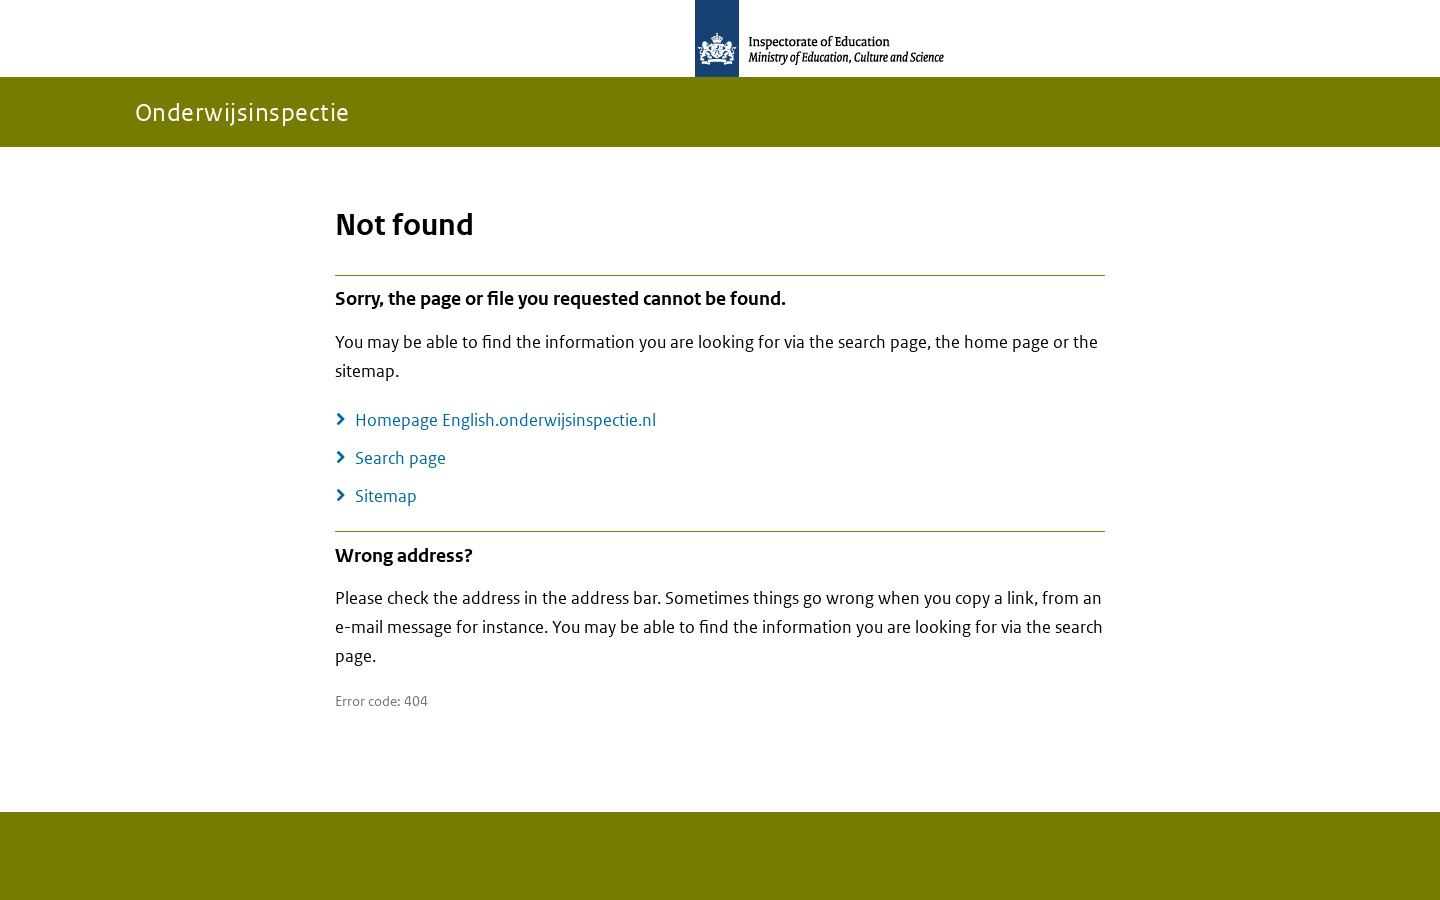 Inspectorate of Education
Ministry of Education, Culture and Science
Onderwijsinspectie
Not found
Sorry, the page or file you requested cannot be found.
You may be able to find the information you are looking for via the search page, the home page or the
sitemap.
Homepage English.onderwijsinspectie.nl
Search page
Sitemap
Wrong address?
Please check the address in the address bar. Sometimes things go wrong when you copy a link, from an
e-mail message for instance. You may be able to find the information you are looking for via the search
page.
Error code: 404